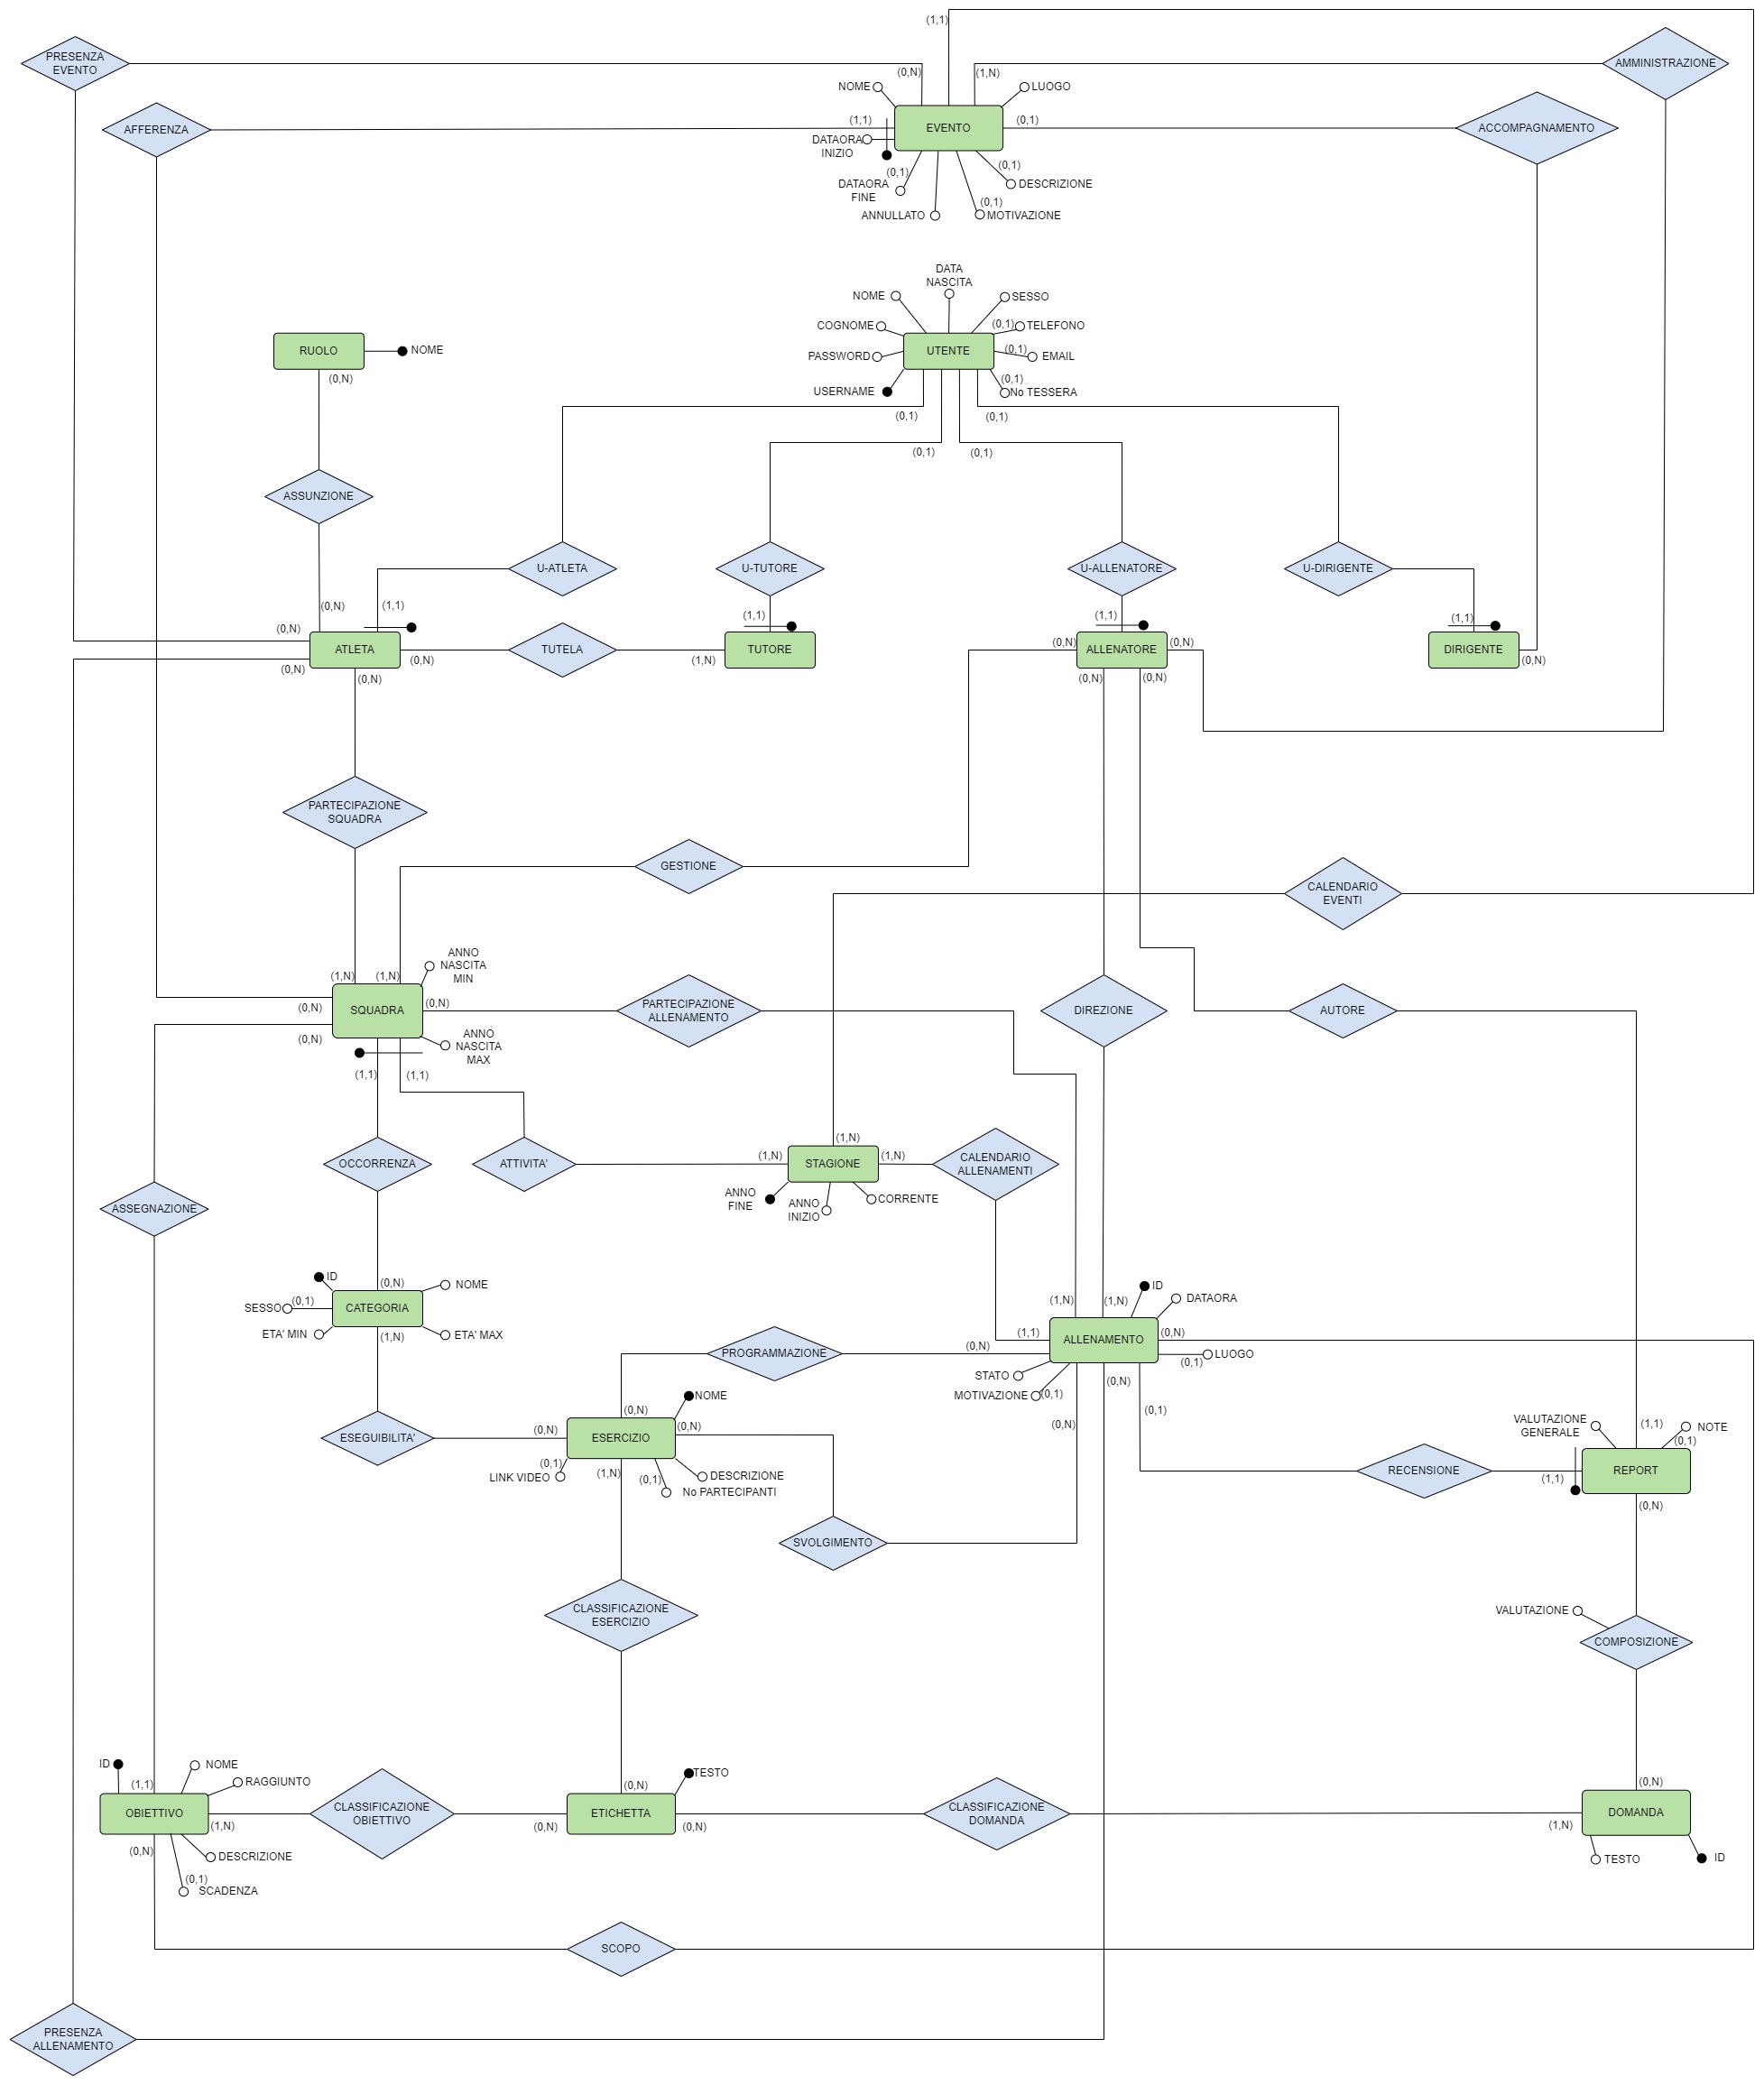 (1,1)
PRESENZA
EVENTO
(0,N)
(1,N)
AMMINISTRAZIONE
NOME
LUOGO
AFFERENZA
(1,1)
EVENTO
(0,1)
ACCOMPAGNAMENTO
DATAORA
INIZIO
(0,1)
(0,1)
DATAORA
FINE
DESCRIZIONE
(0,1)
ANNULLATO
MOTIVAZIONE
DATA
NASCITA
NOME
SESSO
COGNOME
(0,1)
TELEFONO
RUOLO
NOME
PASSWORD
UTENTE
(0,1)
EMAIL
(0,N)
(0,1)
USERNAME
No TESSERA
(0,1)
(0,1)
(0,1)
(0,1)
ASSUNZIONE
U-ATLETA
U-TUTORE
U-ALLENATORE
U-DIRIGENTE
(0,N)
(1,1)
(1,1)
(1,1)
(1,1)
(0,N)
ATLETA
TUTELA
TUTORE
(0,N)
ALLENATORE
(0,N)
DIRIGENTE
(0,N)
(0,N)
(1,N)
(0,N)
(0,N)
(0,N)
(0,N)
PARTECIPAZIONE
SQUADRA
GESTIONE
CALENDARIO
EVENTI
ANNO
NASCITA
MIN
(1,N)
(1,N)
(0,N)
SQUADRA
(0,N)
PARTECIPAZIONE
ALLENAMENTO
DIREZIONE
AUTORE
(0,N)
ANNO
NASCITA
MAX
(1,1)
(1,1)
(1,N)
OCCORRENZA
ATTIVITA'
(1,N)
STAGIONE
(1,N)
CALENDARIO
ALLENAMENTI
ANNO
FINE
ANNO
INIZIO
CORRENTE
ASSEGNAZIONE
ID
(0,N)
NOME
SESSO
(0,1)
CATEGORIA
ETA' MIN
(1,N)
ETA' MAX
ID
DATAORA
(1,N)
(1,N)
(1,1)
ALLENAMENTO
(0,N)
PROGRAMMAZIONE
(0,N)
(0,1)
LUOGO
STATO
MOTIVAZIONE
(0,1)
(0,N)
NOME
(0,N)
(0,N)
(0,1)
ESEGUIBILITA'
(0,N)
ESERCIZIO
(0,N)
VALUTAZIONE
GENERALE
(1,1)
NOTE
(0,1)
(0,1)
LINK VIDEO
(1,N)
(0,1)
DESCRIZIONE
No PARTECIPANTI
RECENSIONE
(1,1)
REPORT
(0,N)
SVOLGIMENTO
CLASSIFICAZIONE
ESERCIZIO
VALUTAZIONE
COMPOSIZIONE
ID
NOME
RAGGIUNTO
(1,1)
(0,N)
TESTO
(0,N)
OBIETTIVO
(1,N)
CLASSIFICAZIONE
OBIETTIVO
(0,N)
ETICHETTA
(0,N)
CLASSIFICAZIONE
DOMANDA
(1,N)
DOMANDA
(0,N)
DESCRIZIONE
(0,1)
SCADENZA
TESTO
ID
SCOPO
PRESENZA
ALLENAMENTO